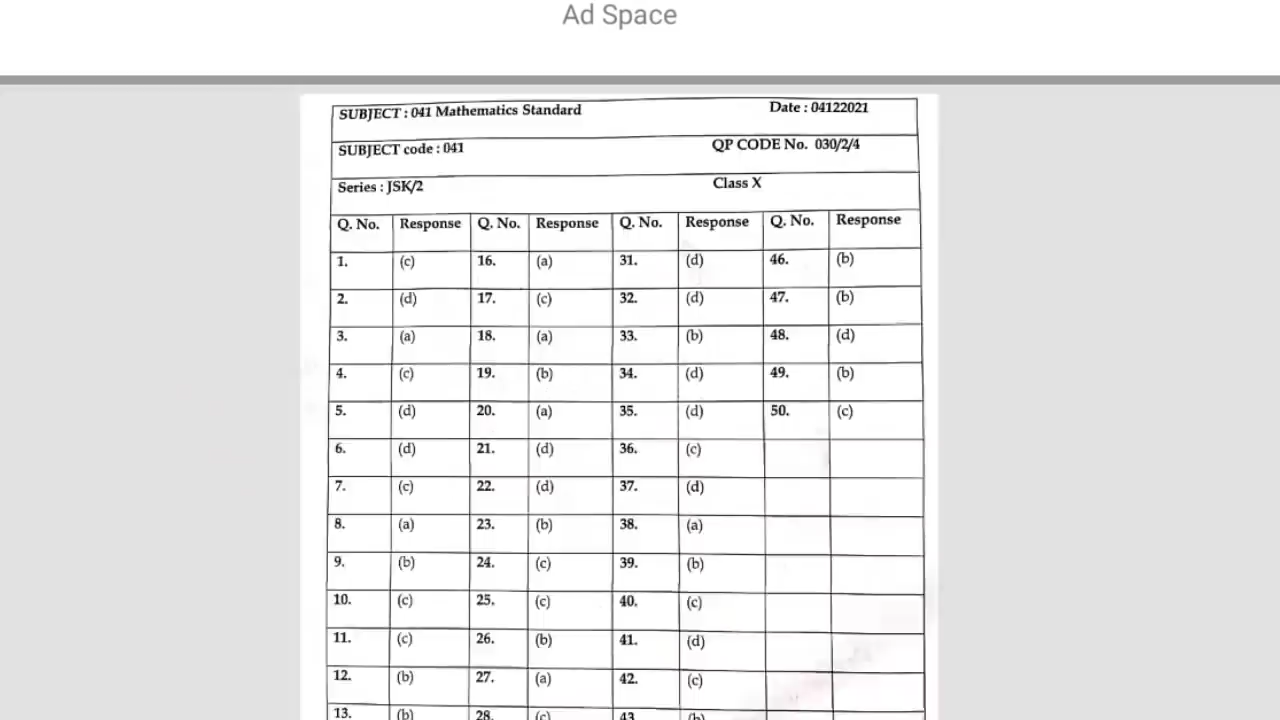 Ad Space
SUBJECT : 041 Mathematics Standard Date : 04122021
SUBJECT code : 041 QP CODE No. 030/2/4
Series : JSK/2 Class X
Q. No. Response Q. No. Response Q. No. Response Q. No. Response
1. (c) 16. (a) 31. (d) 46. (b)
2. (d) 17. (c) 32. (d) 47. (b)
3. (a) 18. (a) 33. (b) 48. (d)
4. (c) 19. (b) 34. (d) 49. (b)
5. (d) 20. (a) 35. (d) 50. (c)
6. (d) 21. (d) 36. (c)
7. (c) 22. (d) 37. (d)
8. (a) 23. (b) 38. (a)
9. (b) 24. (c) 39. (b)
10. (c) 25. (c) 40. (c)
11. (c) 26. (b) 41. (d)
12. (b) 27. (a) 42. (c)
13. (b) 28. (c) 43. (b)